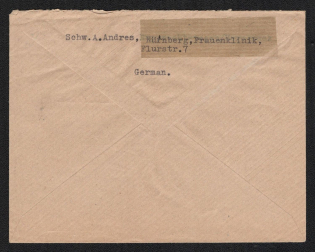 Schw.A.Andres, Nürnberg,Frauenklinik,
Flurstr.7
German.